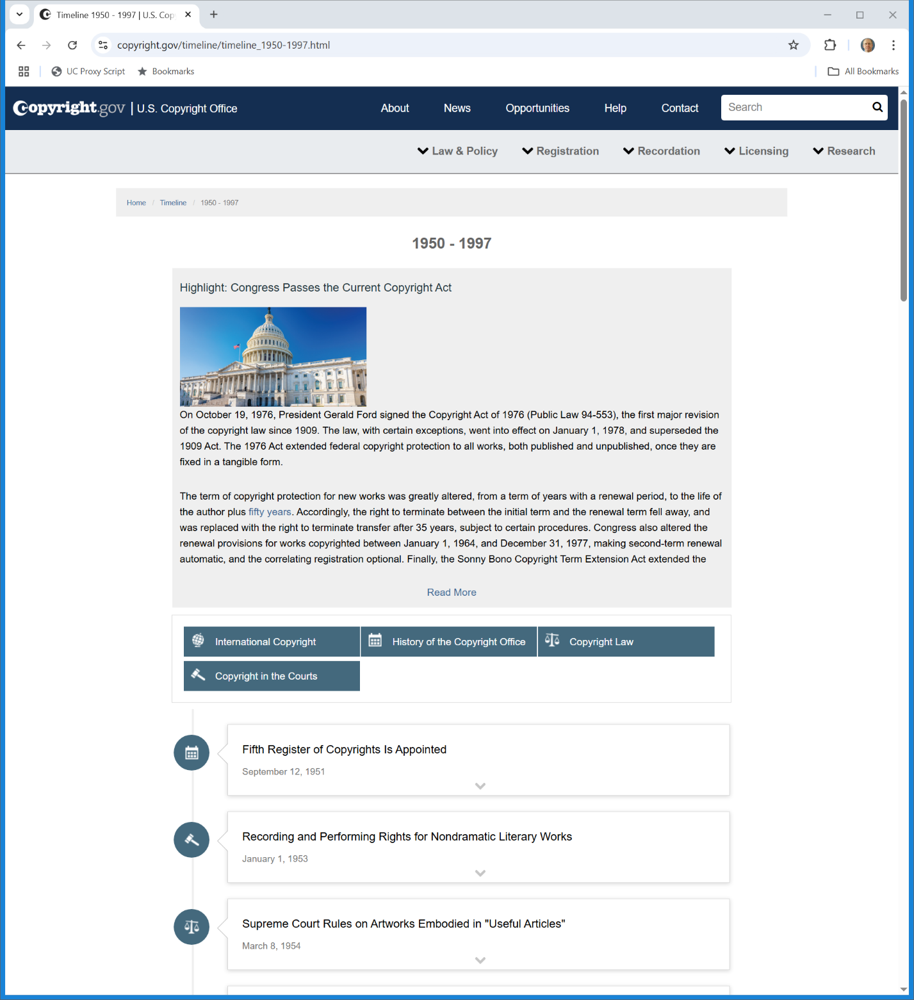 Timeline 1950 - 1997 | U.S. Cop
copyright.gov/timeline/timeline_1950-1997.html
UC Proxy Script
Bookmarks
All Bookmarks
Copyright.gov | U.S. Copyright Office
About
News
Opportunities
Help
Contact
Search
Law & Policy
Registration
Recordation
Licensing
Research
Home / Timeline / 1950 - 1997
1950 - 1997
Highlight: Congress Passes the Current Copyright Act
On October 19, 1976, President Gerald Ford signed the Copyright Act of 1976 (Public Law 94-553), the first major revision
of the copyright law since 1909. The law, with certain exceptions, went into effect on January 1, 1978, and superseded the
1909 Act. The 1976 Act extended federal copyright protection to all works, both published and unpublished, once they are
fixed in a tangible form.
The term of copyright protection for new works was greatly altered, from a term of years with a renewal period, to the life of
the author plus fifty years. Accordingly, the right to terminate between the initial term and the renewal term fell away, and
was replaced with the right to terminate transfer after 35 years, subject to certain procedures. Congress also altered the
renewal provisions for works copyrighted between January 1, 1964, and December 31, 1977, making second-term renewal
automatic, and the correlating registration optional. Finally, the Sonny Bono Copyright Term Extension Act extended the
Read More
International Copyright
History of the Copyright Office
Copyright Law
Copyright in the Courts
Fifth Register of Copyrights Is Appointed
September 12, 1951
Recording and Performing Rights for Nondramatic Literary Works
January 1, 1953
Supreme Court Rules on Artworks Embodied in "Useful Articles"
March 8, 1954